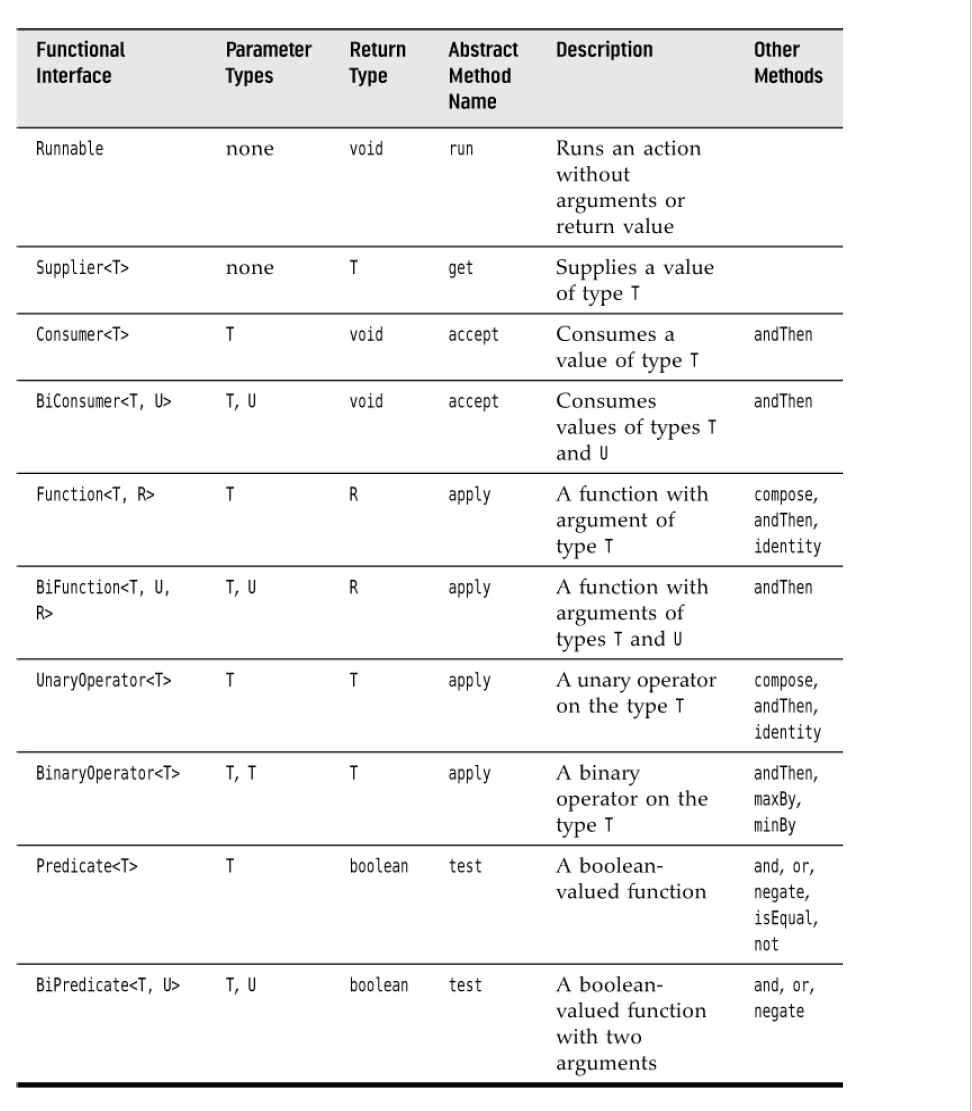 Functional Parameter Return Abstract Description Other
Interface Types Type Method Methods
Name
Runnable none void run Runs an action
without
arguments or
return value
Supplier<T> none T get Supplies a value
of type T
Consumer<T> T void accept Consumes a andThen
value of type T
BiConsumer<T, U> T, U void accept Consumes andThen
values of types T
and U
Function<T, R> T R apply A function with compose,
argument of andThen,
type T identity
BiFunction<T, U, T, U R apply A function with andThen
R> arguments of
types T and U
UnaryOperator<T> T T apply A unary operator compose,
on the type T andThen,
identity
BinaryOperator<T> T, T T apply A binary andThen,
operator on the maxBy,
type T minBy
Predicate<T> T boolean test A boolean- and, or,
valued function negate,
isEqual,
not
BiPredicate<T, U> T, U boolean test A boolean- and, or,
valued function negate
with two
arguments